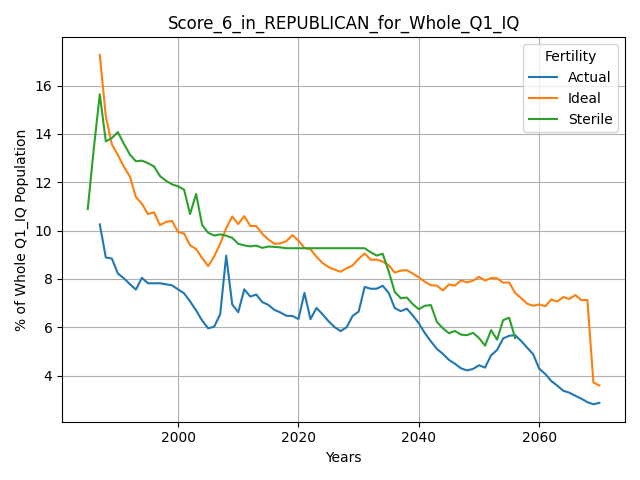 Score_6_in_REPUBLICAN_for_Whole_Q1_IQ
Fertility
Actual
Ideal
Sterile
% of Whole Q1_IQ Population
16
14
12
10
8
6
4
2000
2020
2040
2060
Years